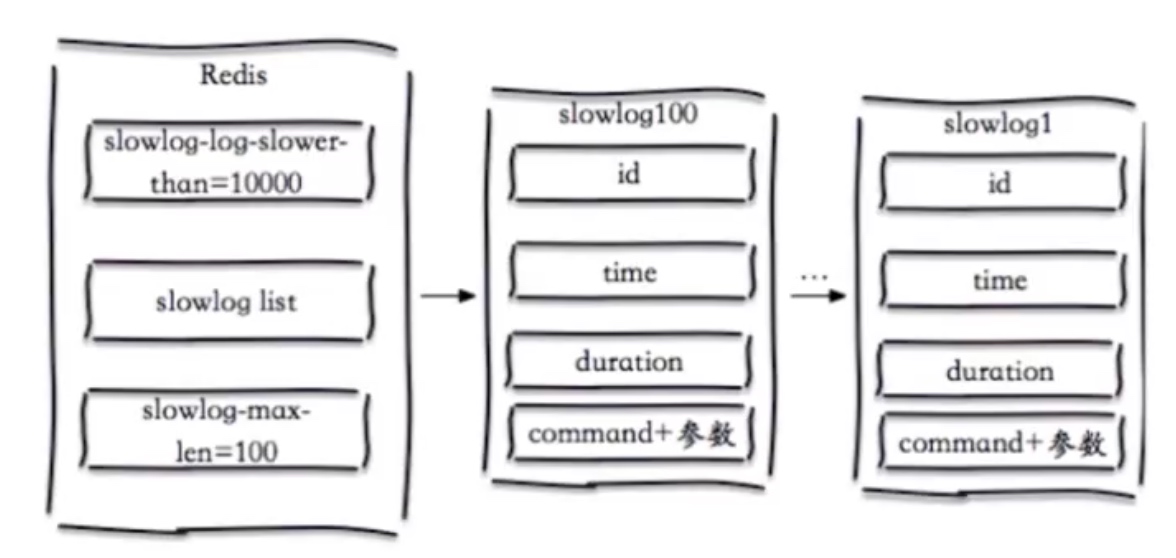 Redis
slowlog-log-slower-
than=10000
slowlog list
slowlog-max-
len=100
slowlog100
id
time
duration
command+参数
...
slowlog1
id
time
duration
command+参数